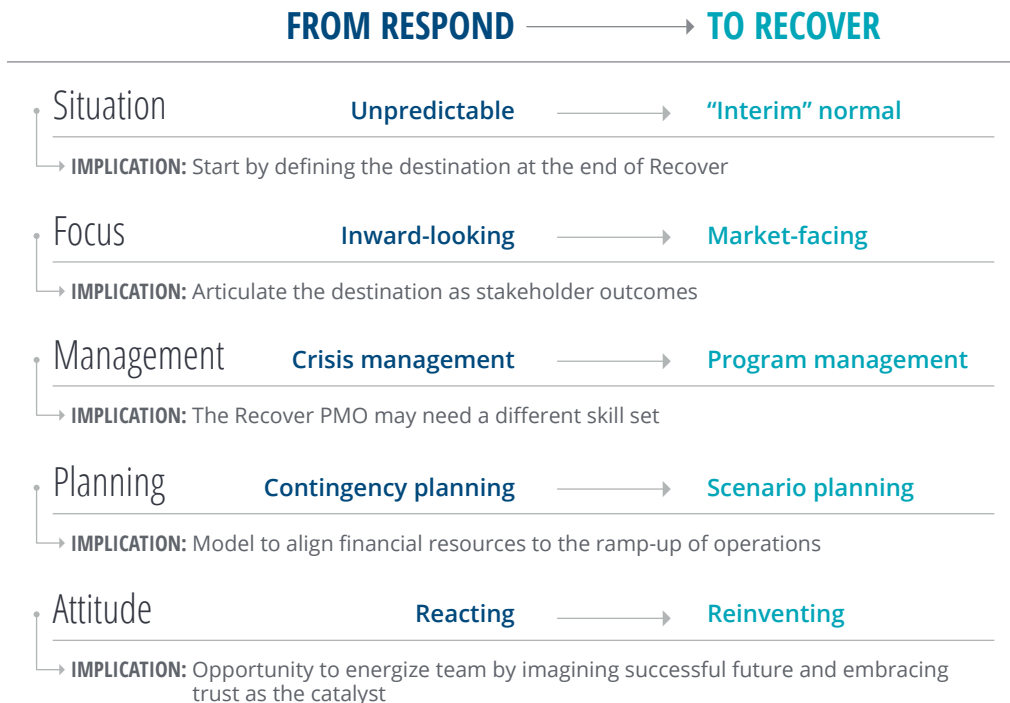 FROM RESPOND TO RECOVER
Situation Unpredictable “Interim” normal
IMPLICATION: Start by defining the destination at the end of Recover
Focus Inward-looking Market-facing
IMPLICATION: Articulate the destination as stakeholder outcomes
Management Crisis management Program management
IMPLICATION: The Recover PMO may need a different skill set
Planning Contingency planning Scenario planning
IMPLICATION: Model to align financial resources to the ramp-up of operations
Attitude Reacting Reinventing
IMPLICATION: Opportunity to energize team by imagining successful future and embracing
trust as the catalyst